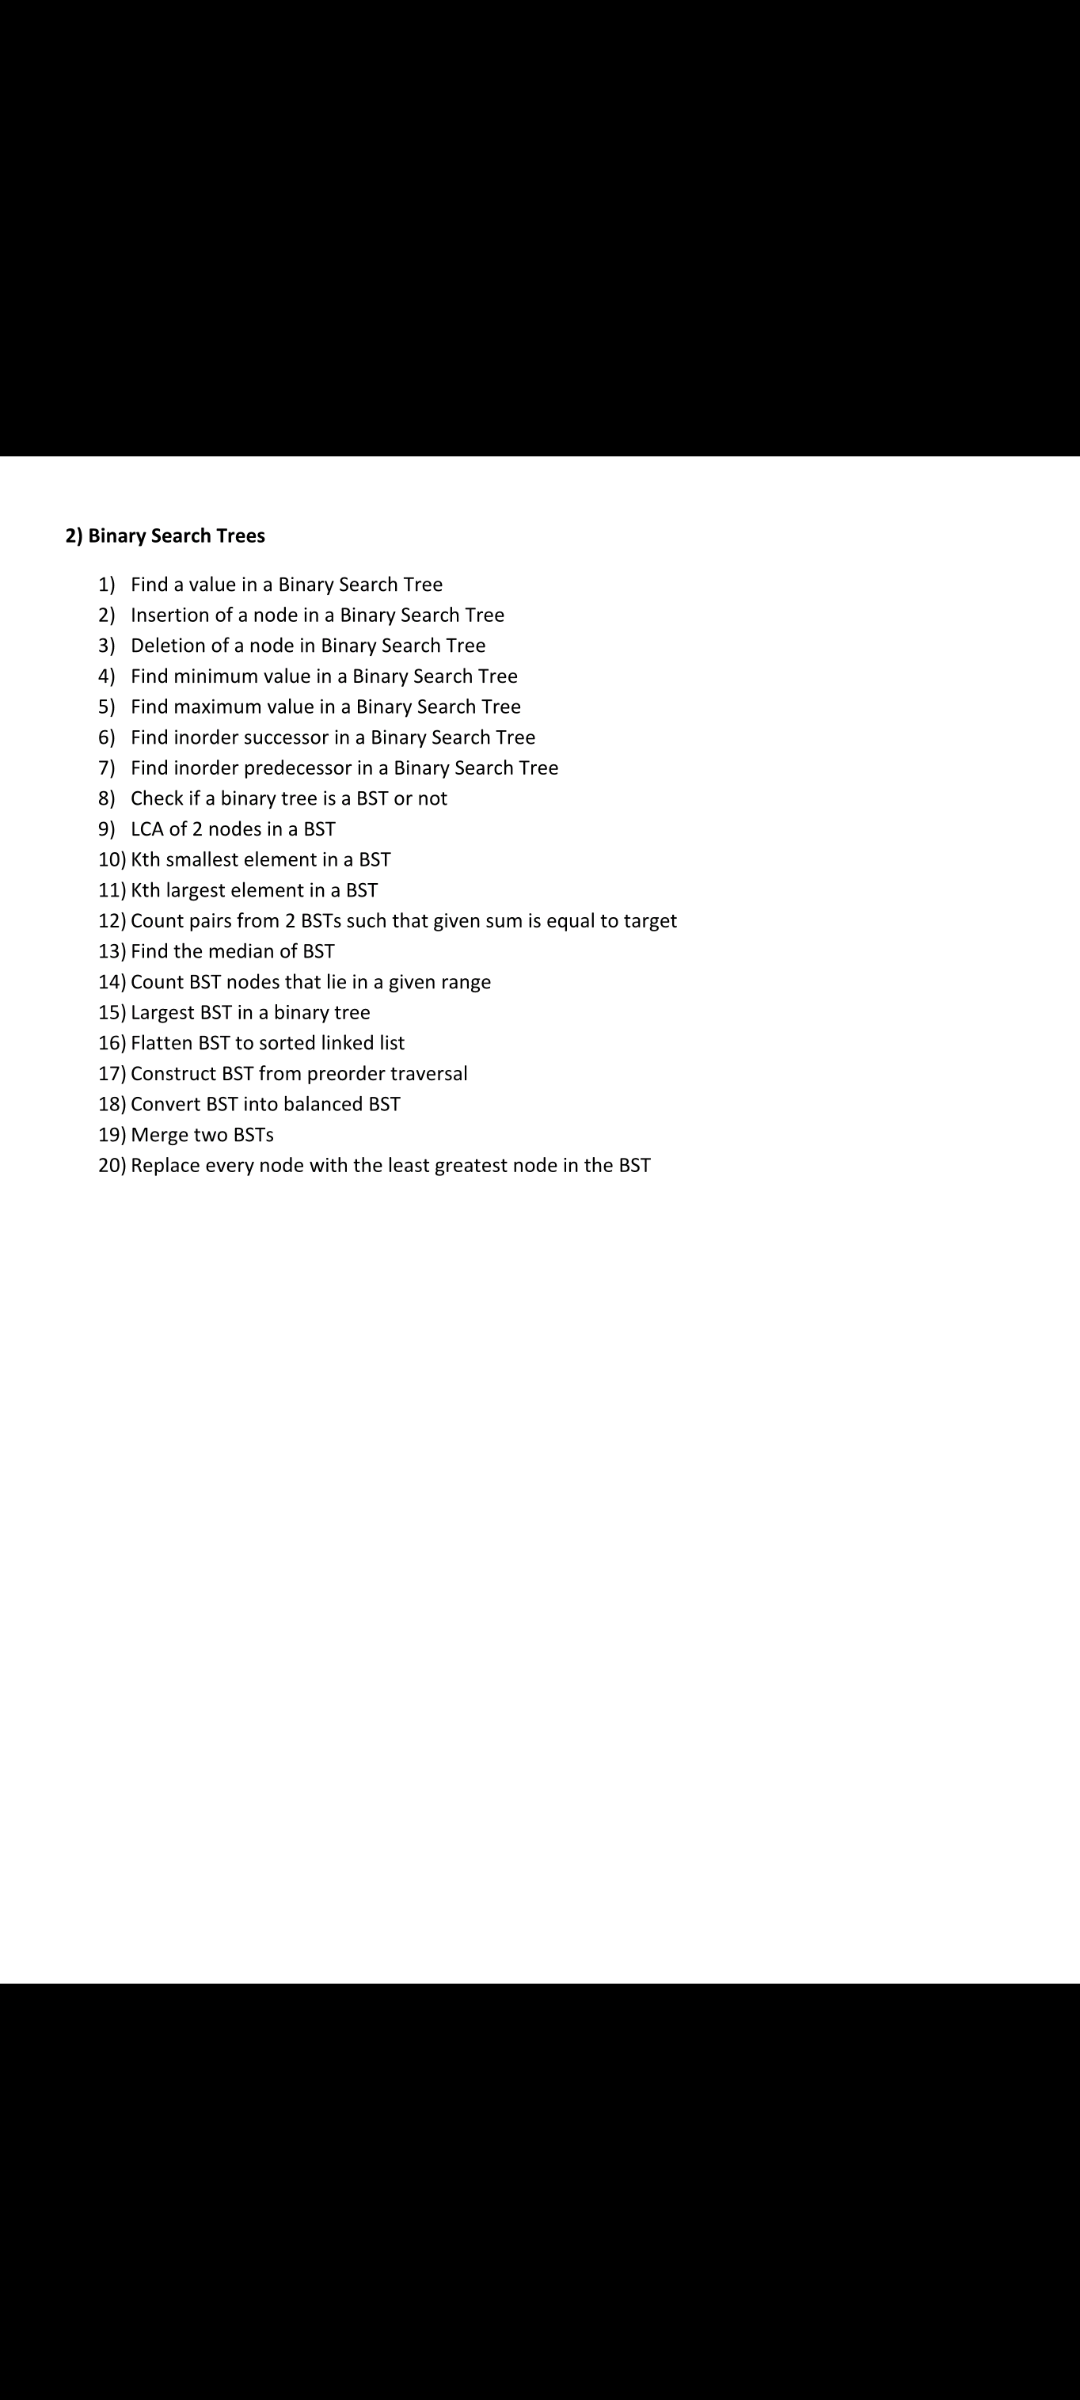 2) Binary Search Trees
1) Find a value in a Binary Search Tree
2) Insertion of a node in a Binary Search Tree
3) Deletion of a node in Binary Search Tree
4) Find minimum value in a Binary Search Tree
5) Find maximum value in a Binary Search Tree
6) Find inorder successor in a Binary Search Tree
7) Find inorder predecessor in a Binary Search Tree
8) Check if a binary tree is a BST or not
9) LCA of 2 nodes in a BST
10) Kth smallest element in a BST
11) Kth largest element in a BST
12) Count pairs from 2 BSTs such that given sum is equal to target
13) Find the median of BST
14) Count BST nodes that lie in a given range
15) Largest BST in a binary tree
16) Flatten BST to sorted linked list
17) Construct BST from preorder traversal
18) Convert BST into balanced BST
19) Merge two BSTs
20) Replace every node with the least greatest node in the BST